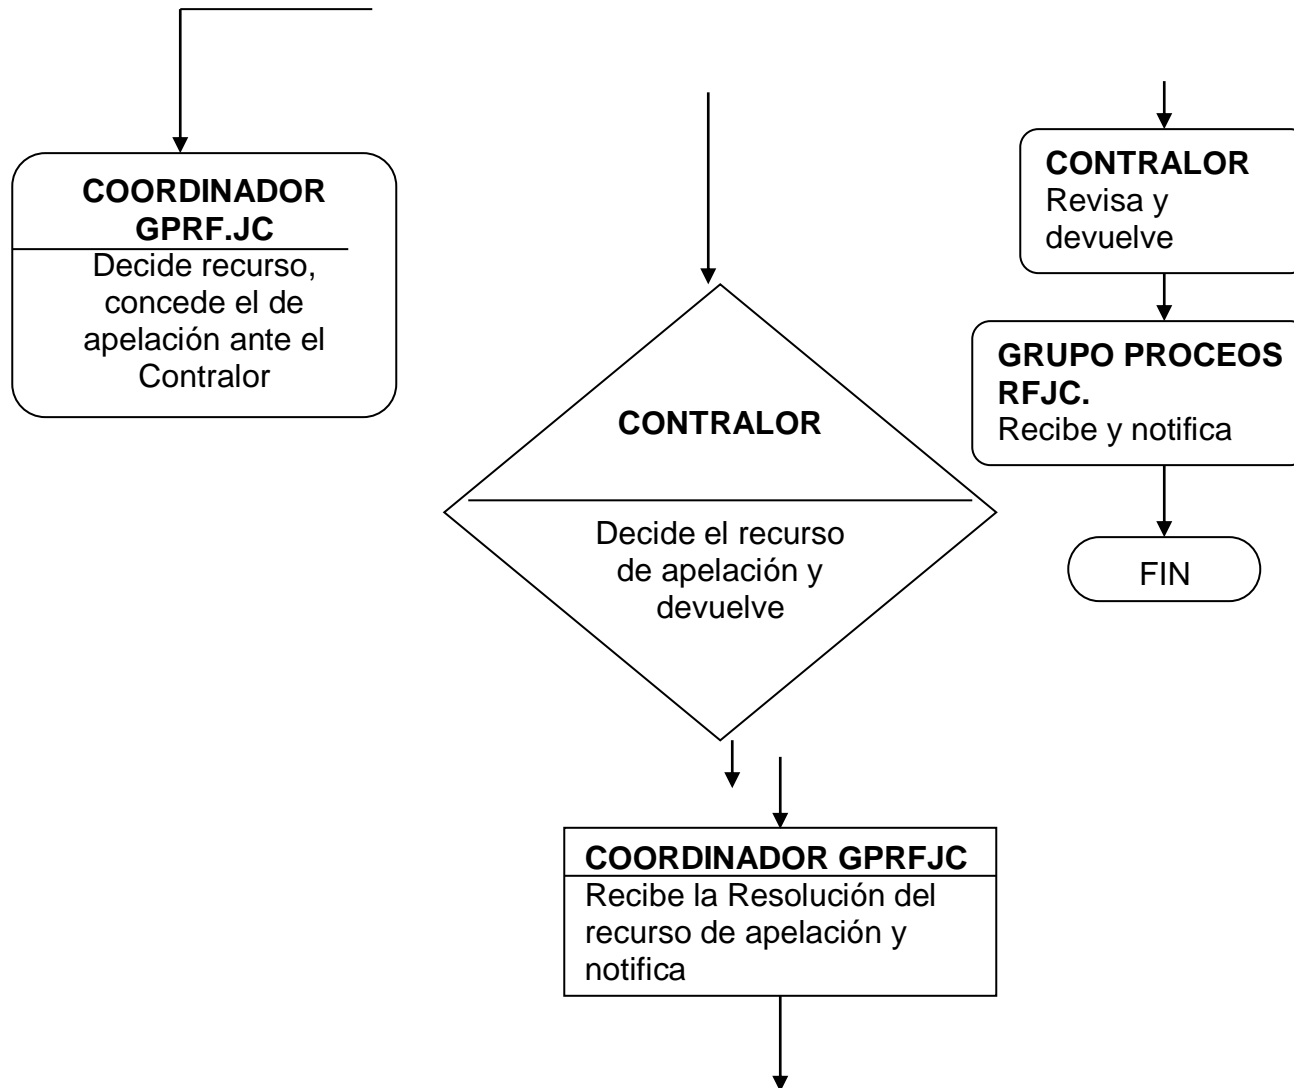 COORDINADOR
GPRF.JC
Decide recurso,
concede el de
apelación ante el
Contralor
CONTRALOR
Decide el recurso
de apelación y
devuelve
COORDINADOR GPRFJC
Recibe la Resolución del
recurso de apelación y
notifica
CONTRALOR
Revisa y
devuelve
GRUPO PROCEOS
RFJC.
Recibe y notifica
FIN